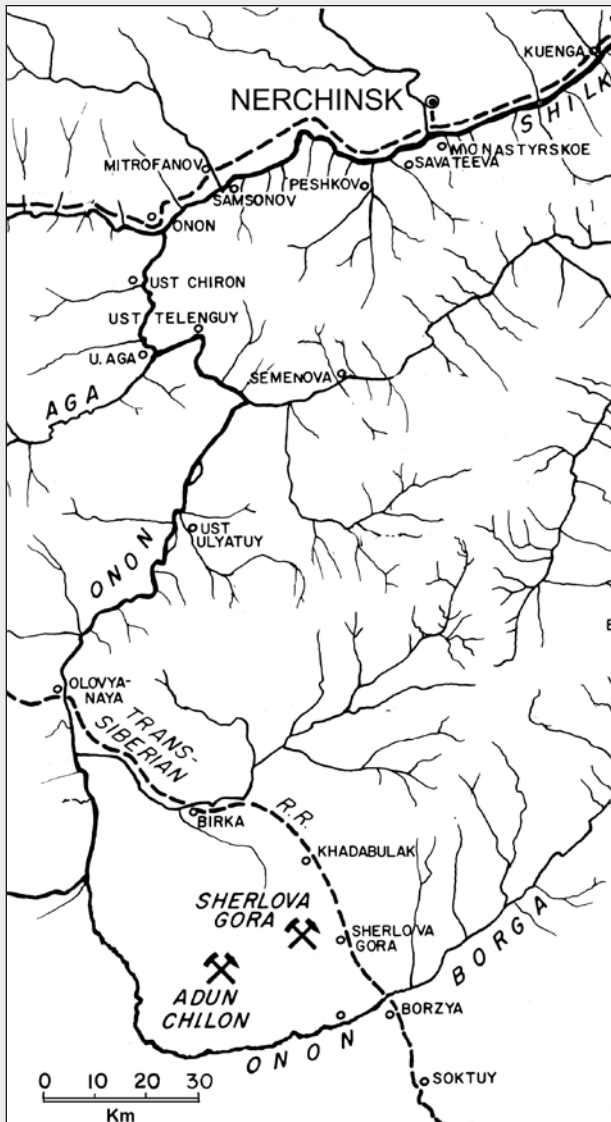 KUENGA
NERCHINSK
SHILK
MONASTYRSKOE
MITROFANOV
SAVATEEVA
PESHKOV
SAMSONOV
ONON
UST CHIRON
UST TELENGUY
U. AGA
SEMENOVA
AGA
UST
ULYATUY
ONON
E
OLOVYA-
NAYA
TRANS-
SIBERIAN
R.R.
BIRKA
KHADABULAK
SHERLOVA
GORA
SHERLOVA
GORA
BORGA
ADUN
CHILON
BORZYA
ONON
SOKTUY
0 10 20 30
Km